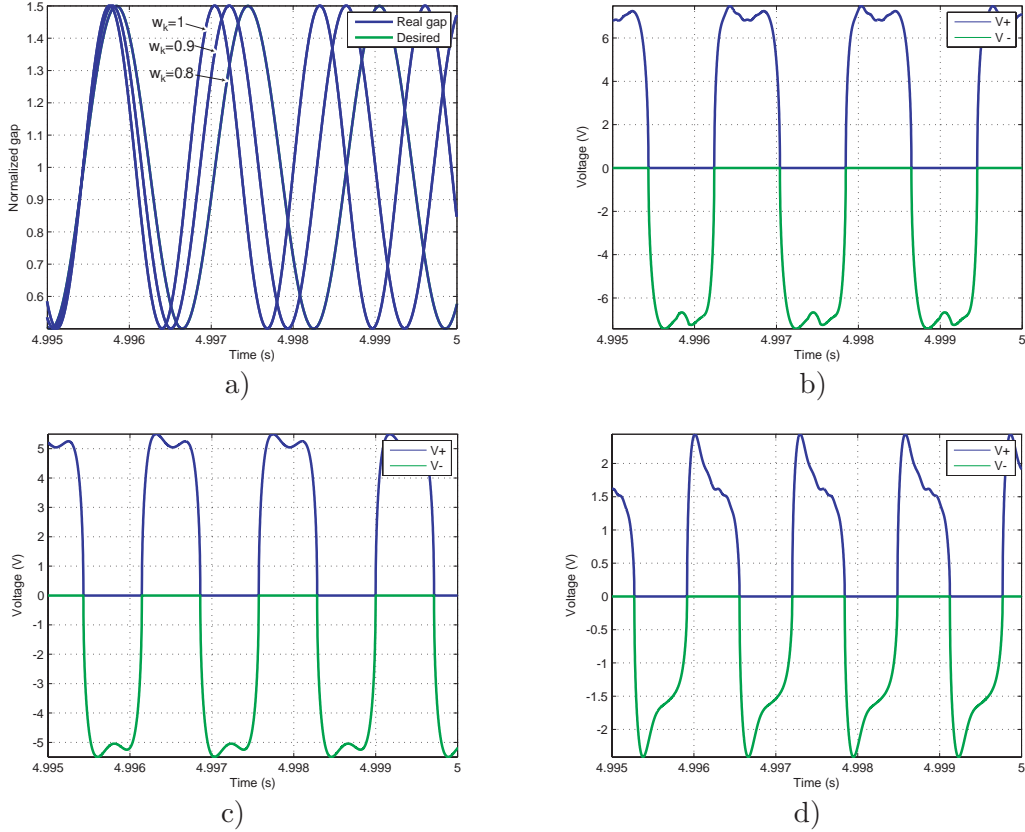 1.5
1.4
1.3
1.2
1.1
1
0.9
0.8
0.7
0.6
Normalized gap
w_k=1
w_k=0.9
w_k=0.8
Real gap
Desired
4.995 4.996 4.997 4.998 4.999 5
Time (s)
a)
6
4
2
0
-2
-4
-6
Voltage (V)
V+
V -
4.995 4.996 4.997 4.998 4.999 5
Time (s)
b)
5
4
3
2
1
0
-1
-2
-3
-4
-5
Voltage (V)
V+
V-
4.995 4.996 4.997 4.998 4.999 5
Time (s)
c)
2
1.5
1
0.5
0
-0.5
-1
-1.5
-2
Voltage (V)
V+
V-
4.995 4.996 4.997 4.998 4.999 5
Time (s)
d)